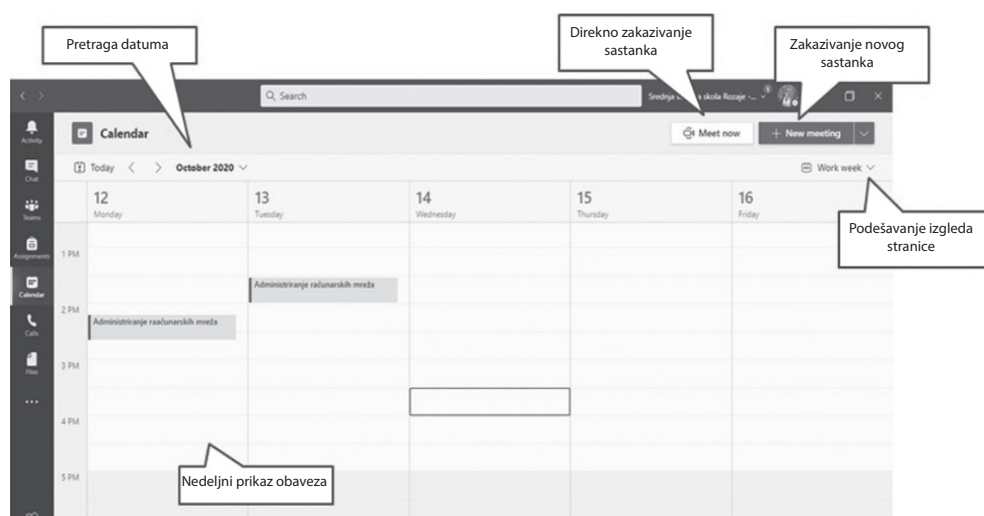 Pretraga datuma
Direkno zakazivanje
sastanka
Zakazivanje novog
sastanka
Search
Srednja
skola Rozaje -...
Activity
Calendar
Meet now
+ New meeting
Chat
Today
October 2020
Work week
Teams
12
Monday
13
Tuesday
14
Wednesday
15
Thursday
16
Friday
Podešavanje izgleda
stranice
Assignments
1 PM
Calendar
Administriranje računarskih mreža
2 PM
Administriranje raačunarskih mreža
Calls
3 PM
Files
...
4 PM
Nedeljni prikaz obaveza
5 PM